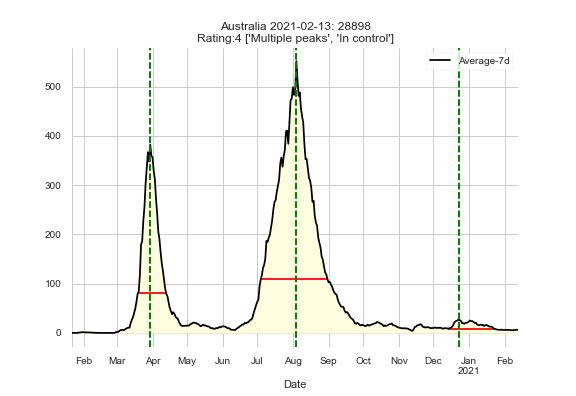 Australia 2021-02-13: 28898
Rating:4 ['Multiple peaks', 'In control']
Average-7d
500
400
300
200
100
0
Feb Mar Apr May Jun Jul Aug Sep Oct Nov Dec Jan Feb
2021
Date